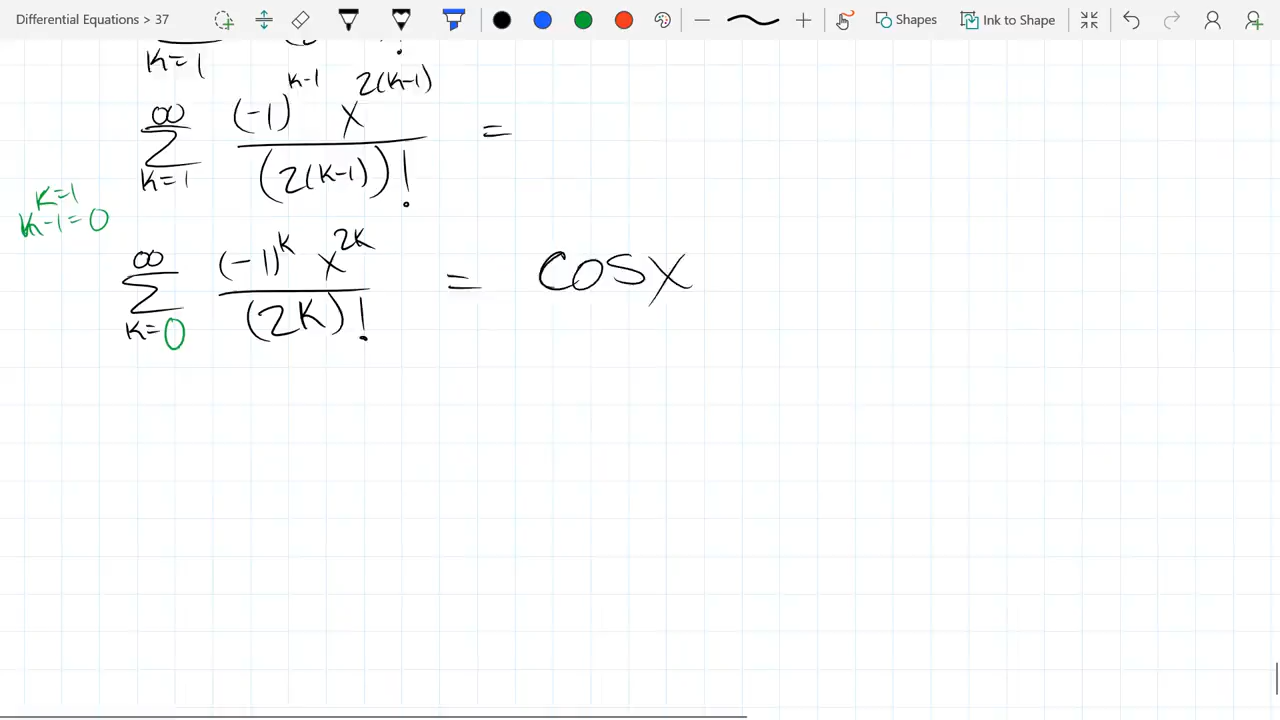 Differential Equations > 37 Shapes Ink to Shape
k=1 !
∞ ∑ k=1 (-1)^{k-1} x^{2(k-1)} / (2(k-1))! =
k=1
k-1=0
∞ ∑ k=0 (-1)^k x^{2k} / (2k)! = cosx